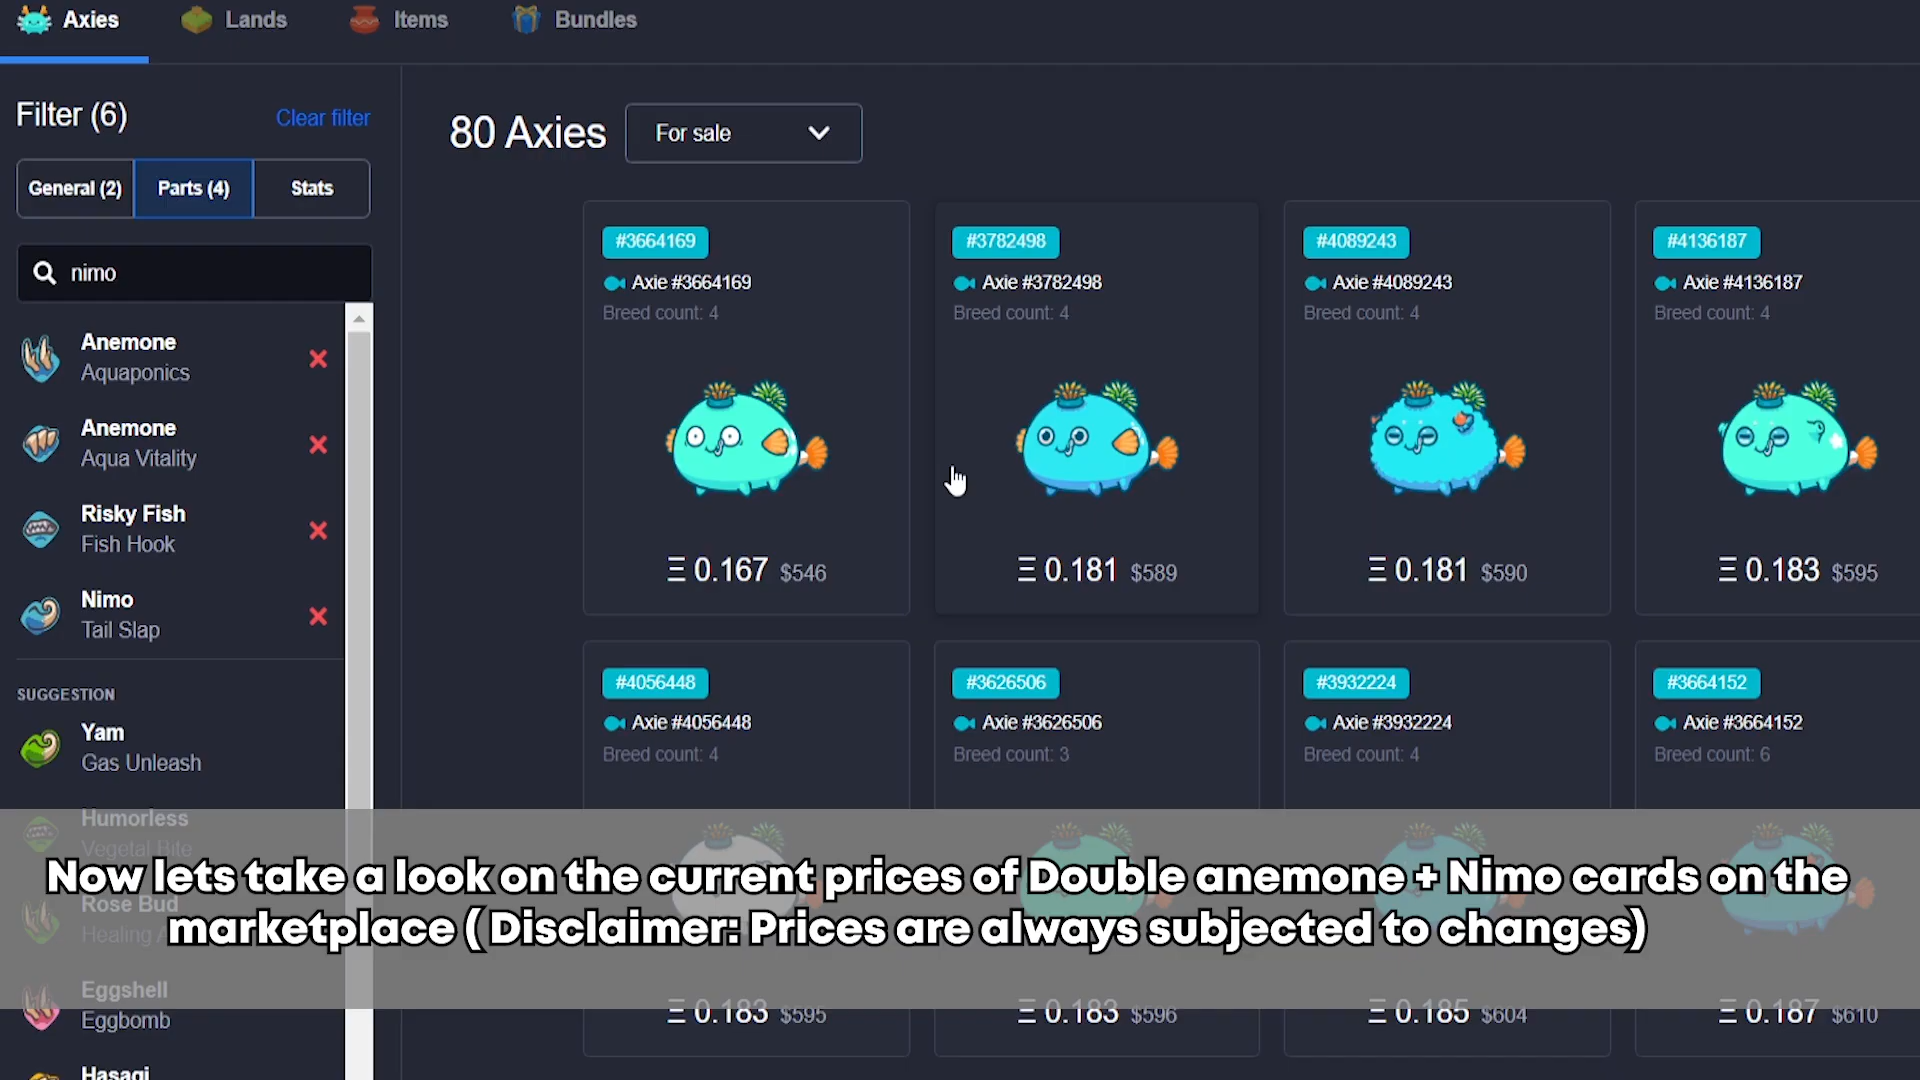 Axies
Lands
Items
Bundles
Filter (6)
Clear filter
General (2)
Parts (4)
Stats
nimo
Anemone
Aquaponics
Anemone
Aqua Vitality
Risky Fish
Fish Hook
Nimo
Tail Slap
SUGGESTION
Yam
Gas Unleash
Humorless
Vegetal Bite
Rose Bud
Healing A
Eggshell
Eggbomb
Hasagi
80 Axies
For sale
#3664169
Axie #3664169
Breed count: 4
Ξ 0.167 $546
#3782498
Axie #3782498
Breed count: 4
Ξ 0.181 $589
#4089243
Axie #4089243
Breed count: 4
Ξ 0.181 $590
#4136187
Axie #4136187
Breed count: 4
Ξ 0.183 $595
#4056448
Axie #4056448
Breed count: 4
Ξ 0.183 $595
#3626506
Axie #3626506
Breed count: 3
Ξ 0.183 $596
#3932224
Axie #3932224
Breed count: 4
Ξ 0.185 $604
#3664152
Axie #3664152
Breed count: 6
Ξ 0.187 $610
Now lets take a look on the current prices of Double anemone + Nimo cards on the
marketplace ( Disclaimer: Prices are always subjected to changes)